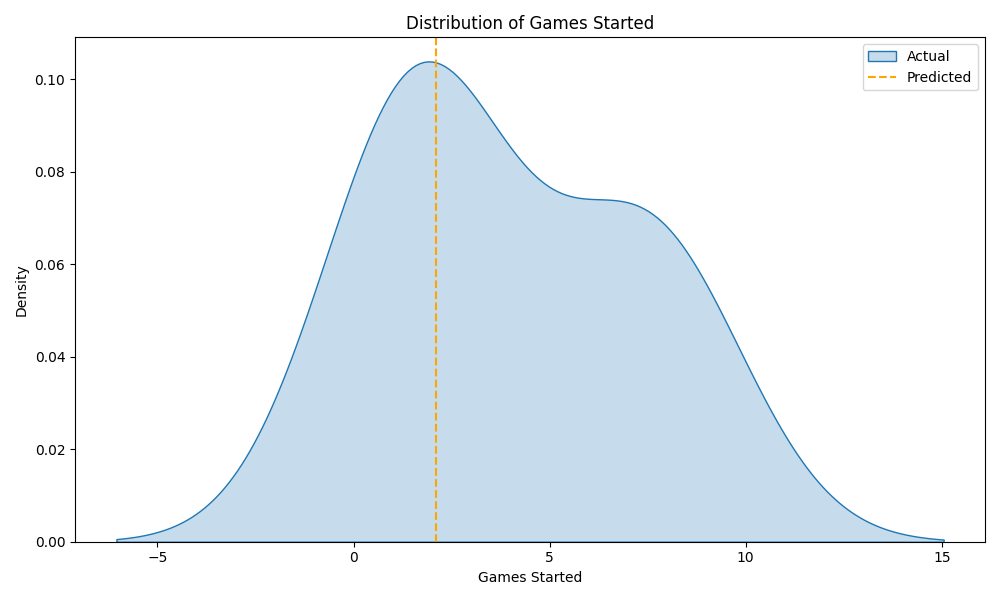 Distribution of Games Started
Actual
Predicted
0.10
0.08
0.06
0.04
0.02
0.00
Density
−5
0
5
10
15
Games Started